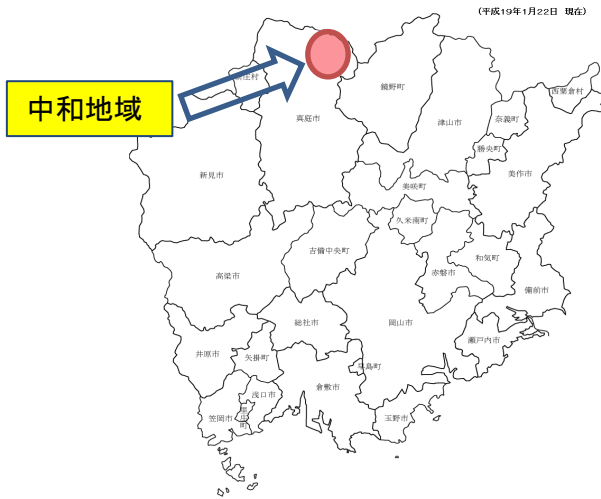 (平成19年1月22日 現在)
中和地域
鏡野町
西粟倉村
奈義町
津山市
真庭市
勝央町
美作市
新見市
美咲町
久米南町
吉備中央町
和気町
赤磐市
高梁市
備前市
総社市
岡山市
瀬戸内市
井原市
矢掛町
早島町
倉敷市
浅口市
里庄町
笠岡市
玉野市